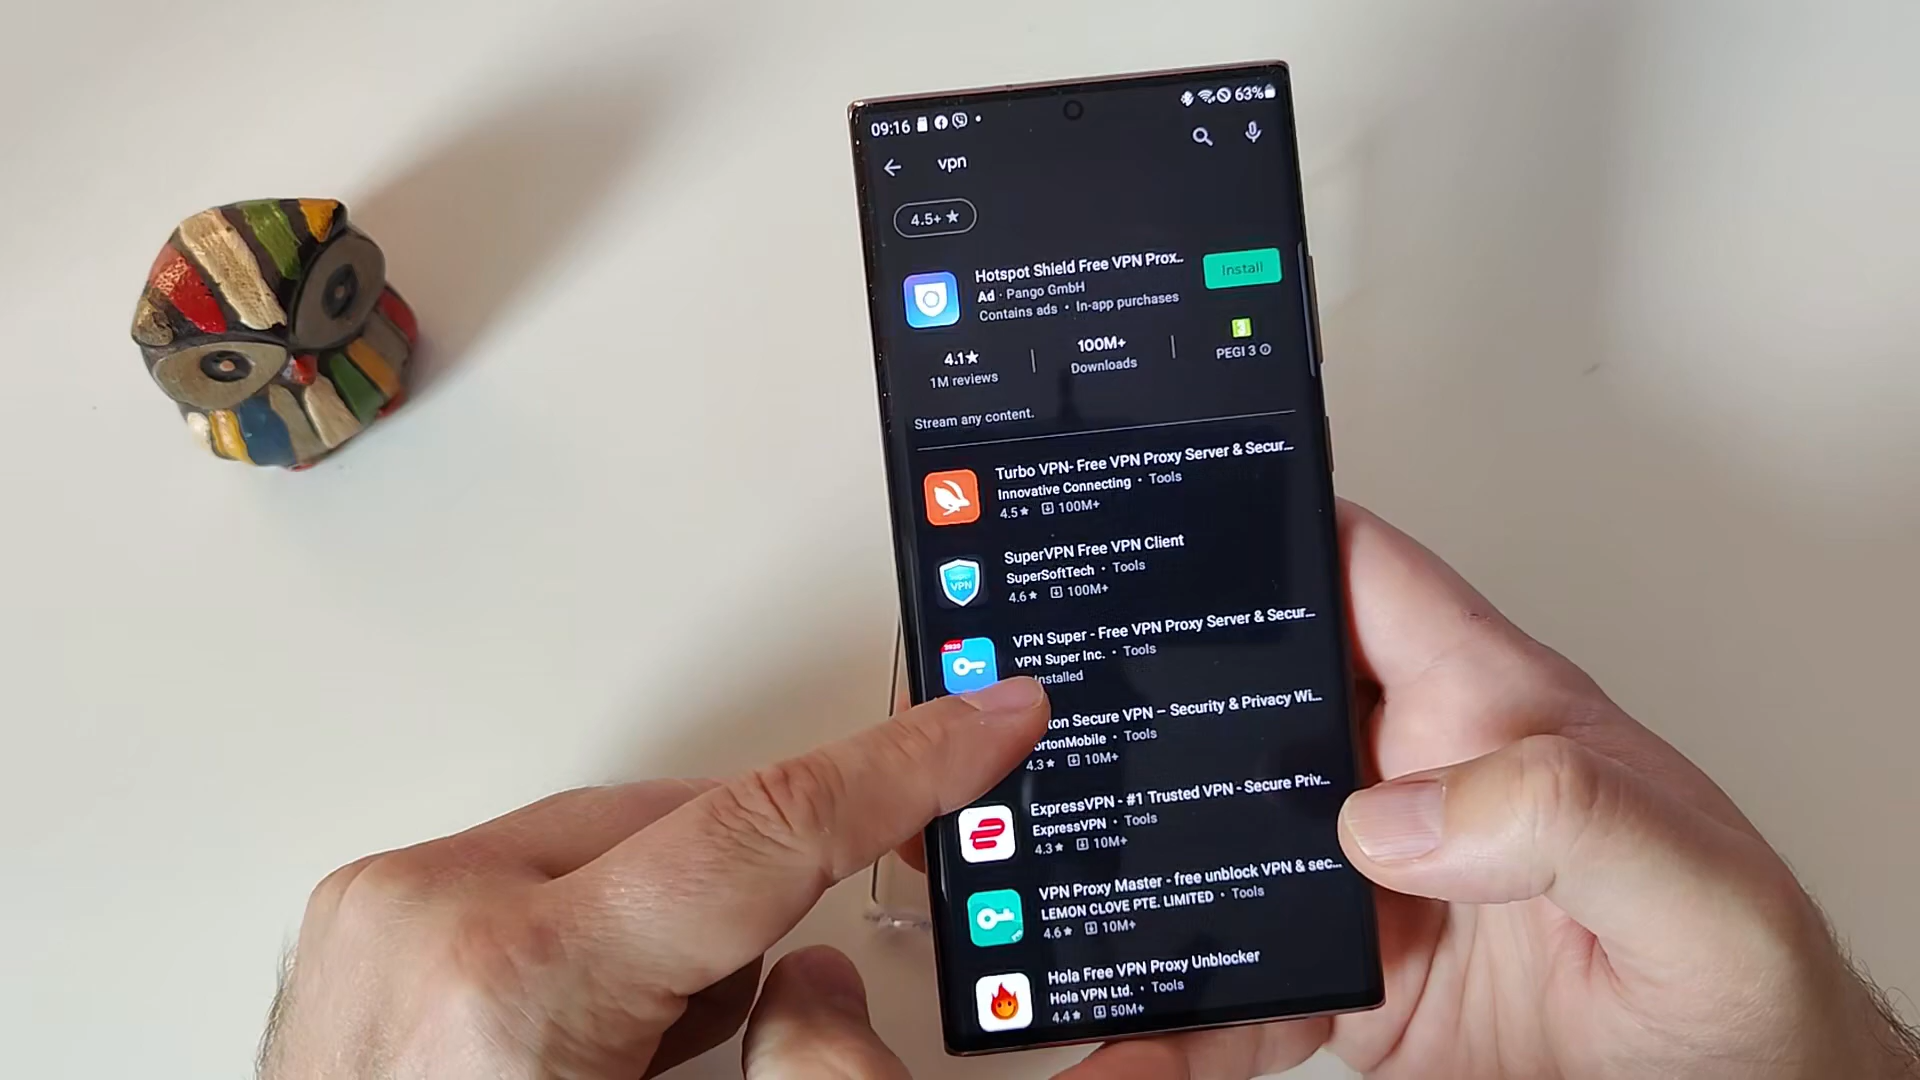 09:16 63%
vpn
4.5+ ★
Hotspot Shield Free VPN Prox..
Install
Ad · Pango GmbH
Contains ads • In-app purchases
4.1★
1M reviews
100M+
Downloads
3
PEGI 3
Stream any content.
Turbo VPN- Free VPN Proxy Server & Secur...
Innovative Connecting • Tools
4.5★ 100M+
SuperVPN Free VPN Client
SuperSoftTech • Tools
4.6★ 100M+
VPN
VPN Super - Free VPN Proxy Server & Secur...
VPN Super Inc. • Tools
Installed
ton Secure VPN – Security & Privacy Wi...
ortonMobile • Tools
4.3★ 10M+
ExpressVPN - #1 Trusted VPN - Secure Priv...
ExpressVPN • Tools
4.3★ 10M+
VPN Proxy Master - free unblock VPN & sec...
LEMON CLOVE PTE. LIMITED • Tools
4.6★ 10M+
Hola Free VPN Proxy Unblocker
Hola VPN Ltd. • Tools
4.4★ 50M+